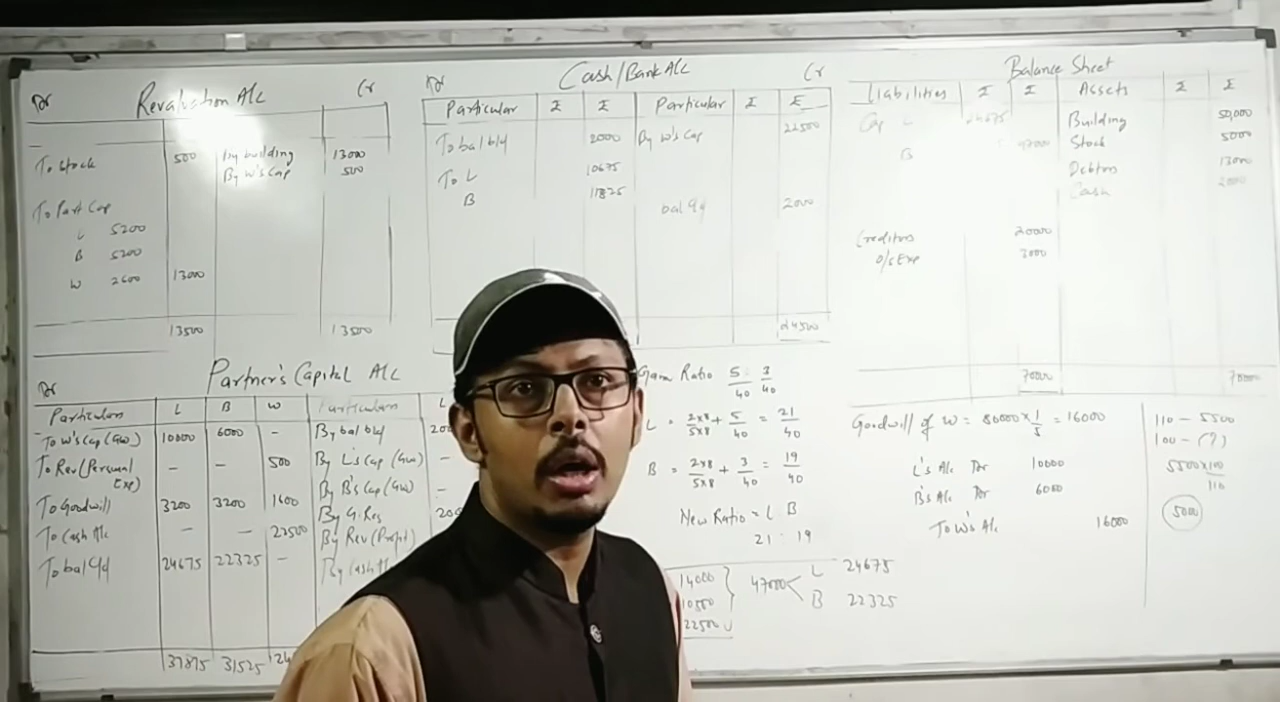 Dr Revaluation A/c Cr
To Stock 500 By building 13000
By W's Cap 500
To Part Cap
L 5200
B 5200
W 2600 13000
13500 13500
Dr Cash/Bank A/c Cr
Particular ₹ ₹ Particular ₹ ₹
To bal b/d 2000 By W's Cap 22500
To L 10675
B 11825
bal c/d 2000
24500
Balance Sheet
Liabilities ₹ ₹ Assets ₹ ₹
Cap L 24675 Building 50,000
B 47000 Stock 5000
Debtors 13000
Cash 2000
Creditors 20000
O/s Exp 3000
70000 70000
Dr Partner's Capital A/c
Particulars L B W Particulars L
To W's Cap (GW) 10000 6000 - By bal b/d 200
To Rev (Personal Exp) - - 500 By L's Cap (GW) -
By B's Cap (GW) -
To Goodwill 3200 3200 1600 By G. Res 200
To Cash A/c - - 22500 By Rev (Profit)
To bal c/d 24675 22325 - By Cash
37875 31525 24
Gain Ratio 5/40 : 3/40
L = 2×8/5×8 + 5/40 = 21/40
B = 2×8/5×8 + 3/40 = 19/40
New Ratio = L B
21 : 19
14000
10500
22500
47000 < L 24675
B 22325
Goodwill of W = 80000 × 1/5 = 16000
L's A/c Dr 10000
B's A/c Dr 6000
To W's A/c 16000
110 - 5500
100 - (?)
5500×100/110
5000